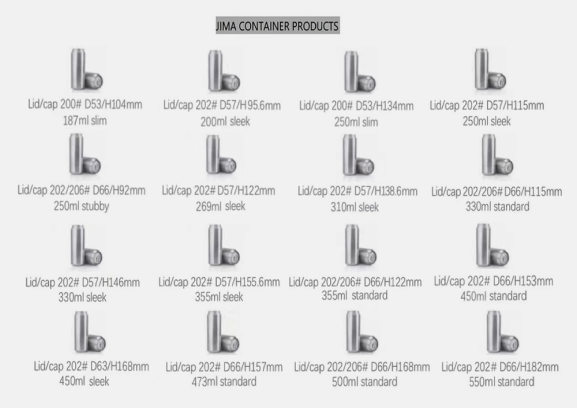 JIMA CONTAINER PRODUCTS
Lid/cap 200# D53/H104mm
187ml slim
Lid/cap 202# D57/H95.6mm
200ml sleek
Lid/cap 200# D53/H134mm
250ml slim
Lid/cap 202# D57/H115mm
250ml sleek
Lid/cap 202/206# D66/H92mm
250ml stubby
Lid/cap 202# D57/H122mm
269ml sleek
Lid/cap 202# D57/H138.6mm
310ml sleek
Lid/cap 202/206# D66/H115mm
330ml standard
Lid/cap 202# D57/H146mm
330ml sleek
Lid/cap 202# D57/H155.6mm
355ml sleek
Lid/cap 202/206# D66/H122mm
355ml standard
Lid/cap 202# D66/H153mm
450ml standard
Lid/cap 202# D63/H168mm
450ml sleek
Lid/cap 202# D66/H157mm
473ml standard
Lid/cap 202/206# D66/H168mm
500ml standard
Lid/cap 202# D66/H182mm
550ml standard